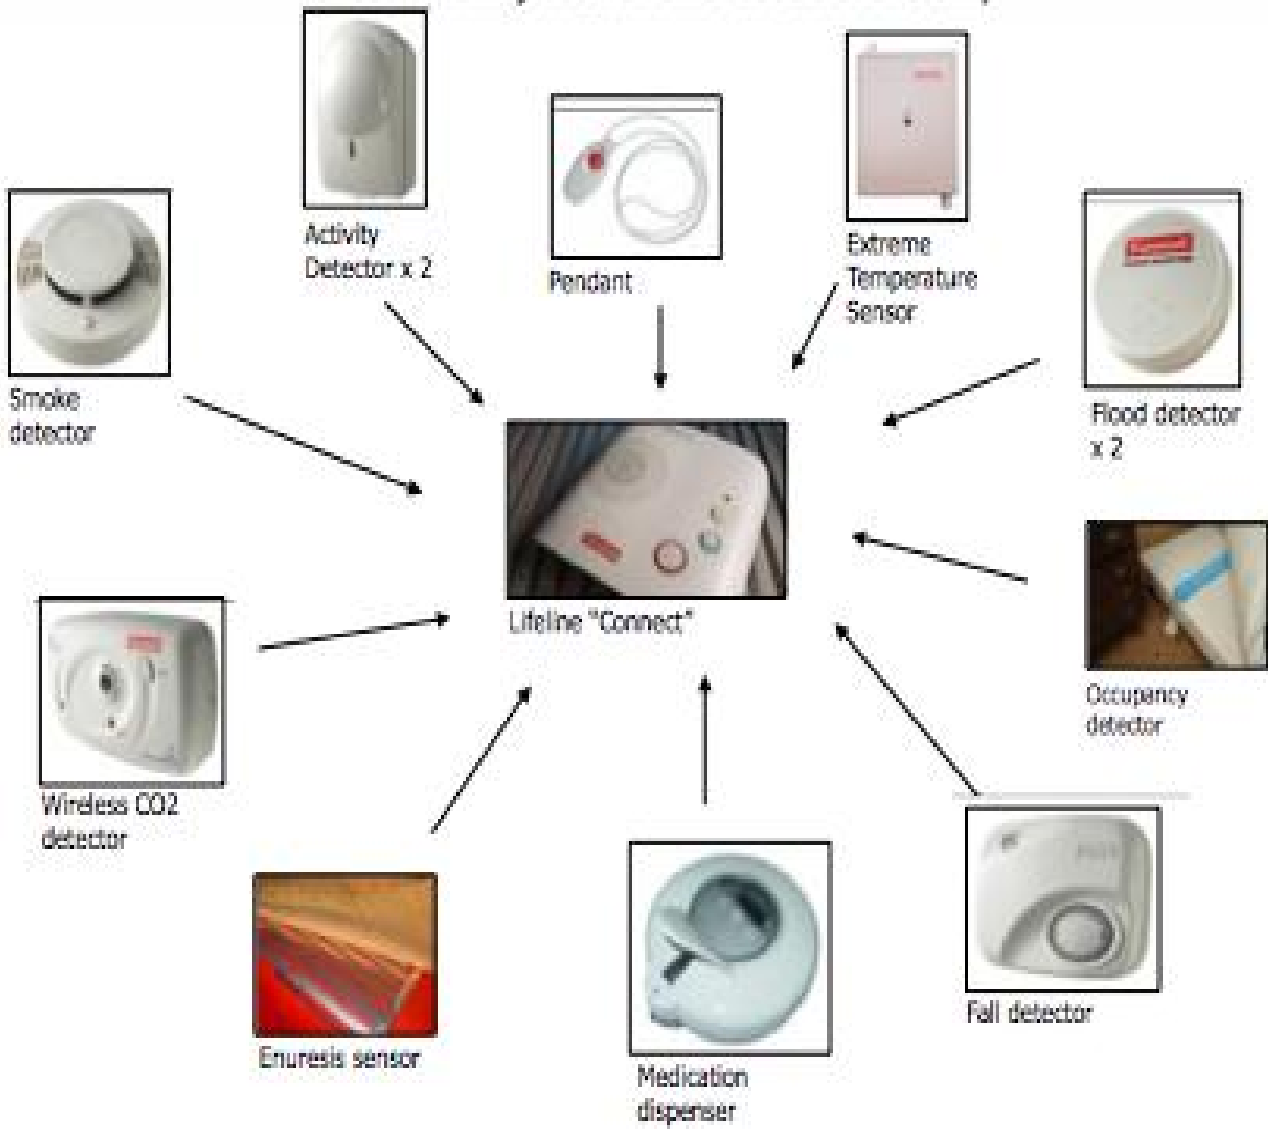 Activity
Detector x 2
Pendant
Extreme
Temperature
Sensor
Smoke
detector
Flood detector
x 2
Lifeline "Connect"
Occupancy
detector
Wireless CO2
detector
Fall detector
Enuresis sensor
Medication
dispenser